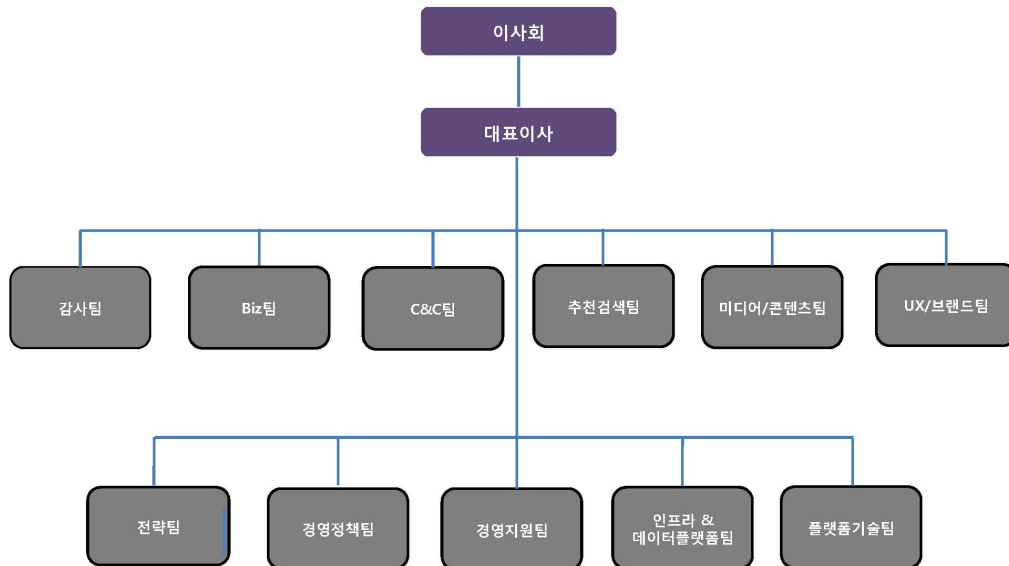 이사회
대표이사
감사팀
Biz팀
C&C팀
추천검색팀
미디어/콘텐츠팀
UX/브랜드팀
전략팀
경영정책팀
경영지원팀
인프라 &
데이터플랫폼팀
플랫폼기술팀